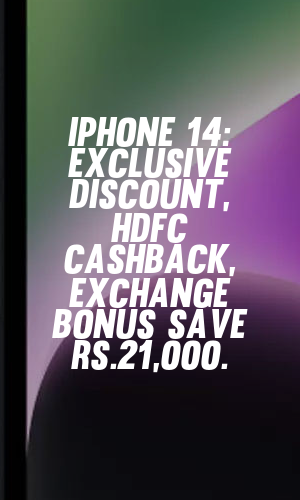 IPHONE 14:
EXCLUSIVE
DISCOUNT,
HDFC
CASHBACK,
EXCHANGE
BONUS SAVE
RS.21,000.